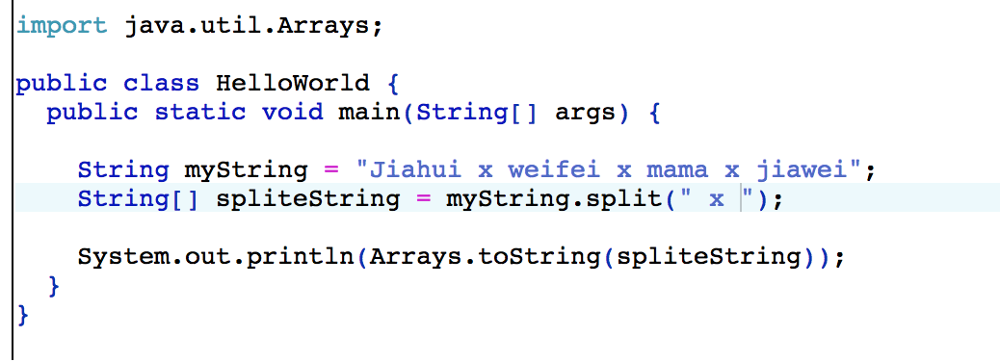 import java.util.Arrays;
public class HelloWorld {
public static void main(String[] args) {
String myString = "Jiahui x weifei x mama x jiawei";
String[] spliteString = myString.split(" x ");
System.out.println(Arrays.toString(spliteString));
}
}